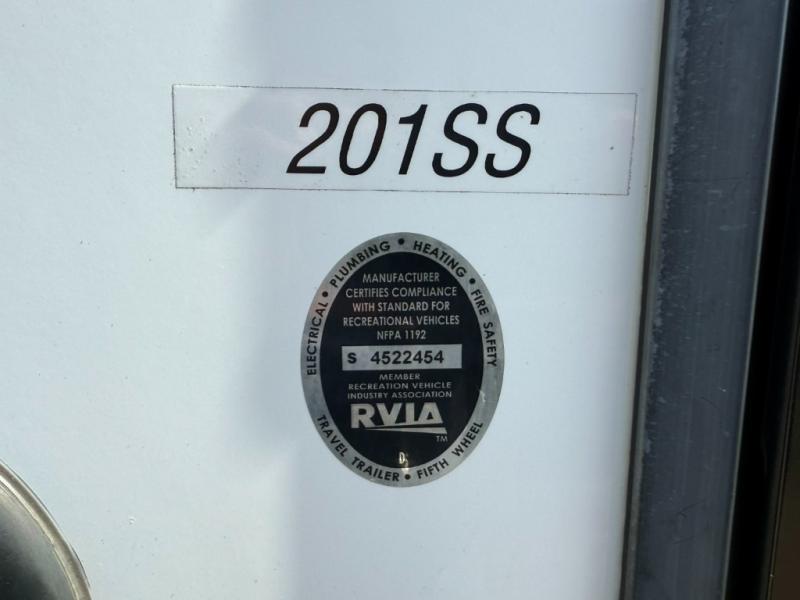 201SS
ELECTRICAL • PLUMBING • HEATING • FIRE SAFETY
MANUFACTURER
CERTIFIES COMPLIANCE
WITH STANDARD FOR
RECREATIONAL VEHICLES
NFPA 1192
S 4522454
MEMBER
RECREATION VEHICLE
INDUSTRY ASSOCIATION
RVIA
TM
TRAVEL TRAILER • FIFTH WHEEL